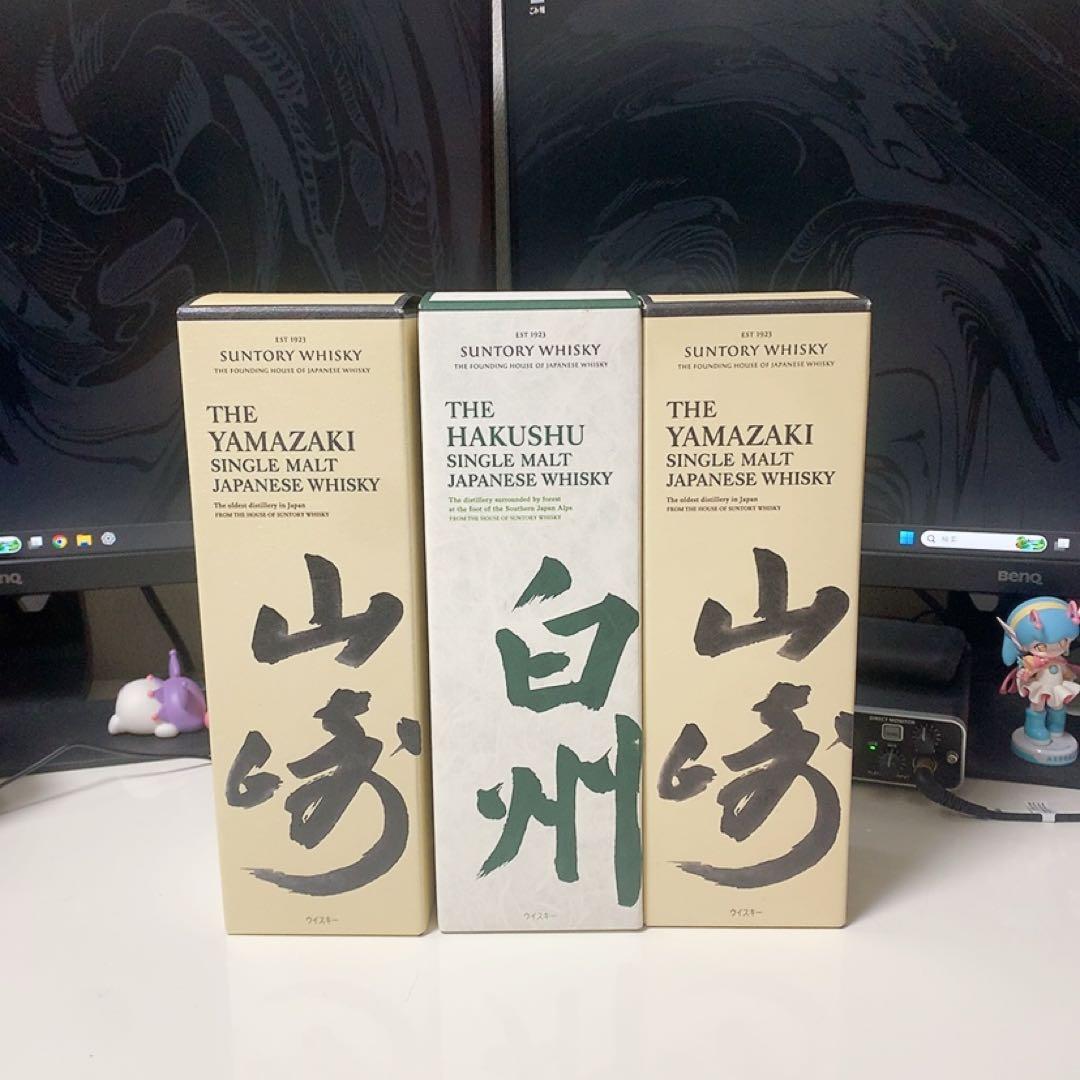 EST 1923
SUNTORY WHISKY
THE FOUNDING HOUSE OF JAPANESE WHISKY
THE
YAMAZAKI
SINGLE MALT
JAPANESE WHISKY
The oldest distillery in Japan
FROM THE HOUSE OF SUNTORY WHISKY
山
崎
ウイスキー
EST 1923
SUNTORY WHISKY
THE FOUNDING HOUSE OF JAPANESE WHISKY
THE
HAKUSHU
SINGLE MALT
JAPANESE WHISKY
The distillery surrounded by forest
at the foot of the Southern Japan Alps
FROM THE HOUSE OF SUNTORY WHISKY
白
州
ウイスキー
EST 1923
SUNTORY WHISKY
THE FOUNDING HOUSE OF JAPANESE WHISKY
THE
YAMAZAKI
SINGLE MALT
JAPANESE WHISKY
The oldest distillery in Japan
FROM THE HOUSE OF SUNTORY WHISKY
山
崎
ウイスキー
ごみ箱
検索
BenQ
DIRECT MONITOR